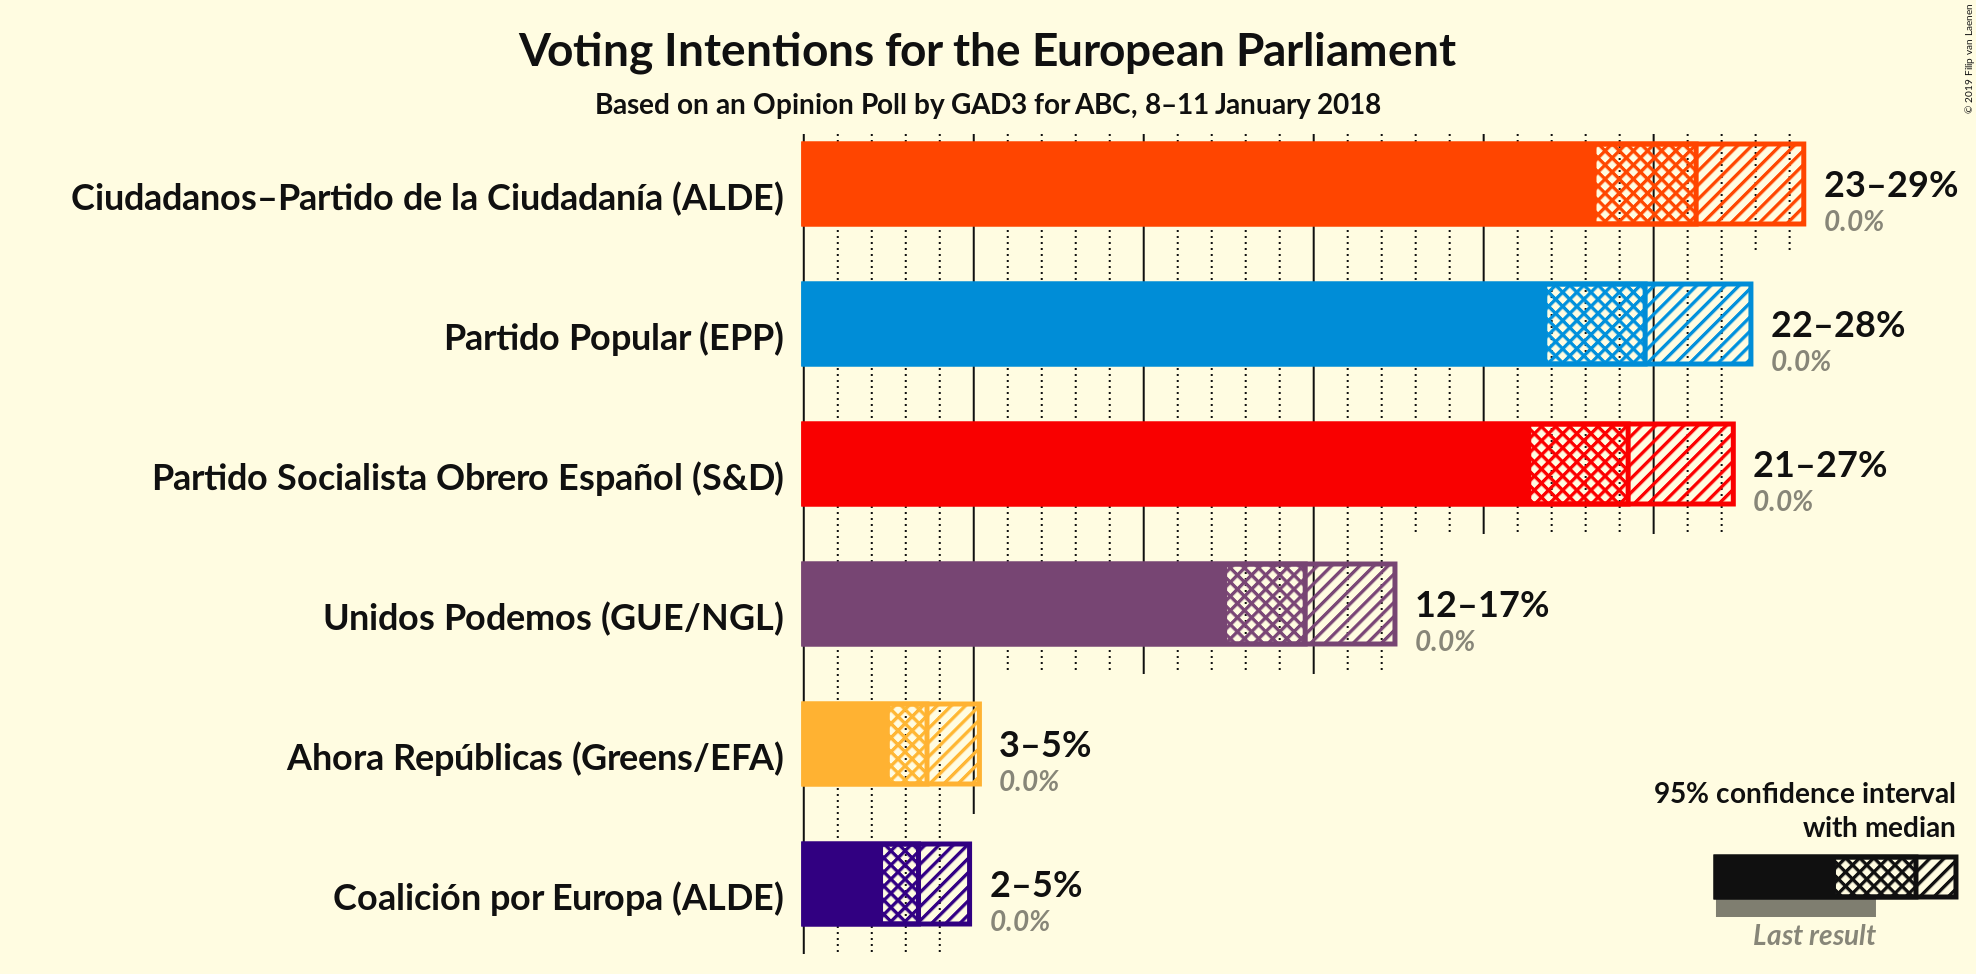 Voting Intentions for the European Parliament
Based on an Opinion Poll by GAD3 for ABC, 8–11 January 2018
© 2019 Filip van Laenen
Ciudadanos–Partido de la Ciudadanía (ALDE)
23–29%
0.0%
Partido Popular (EPP)
22–28%
0.0%
Partido Socialista Obrero Español (S&D)
21–27%
0.0%
Unidos Podemos (GUE/NGL)
12–17%
0.0%
Ahora Repúblicas (Greens/EFA)
3–5%
0.0%
Coalición por Europa (ALDE)
2–5%
0.0%
95% confidence interval
with median
Last result